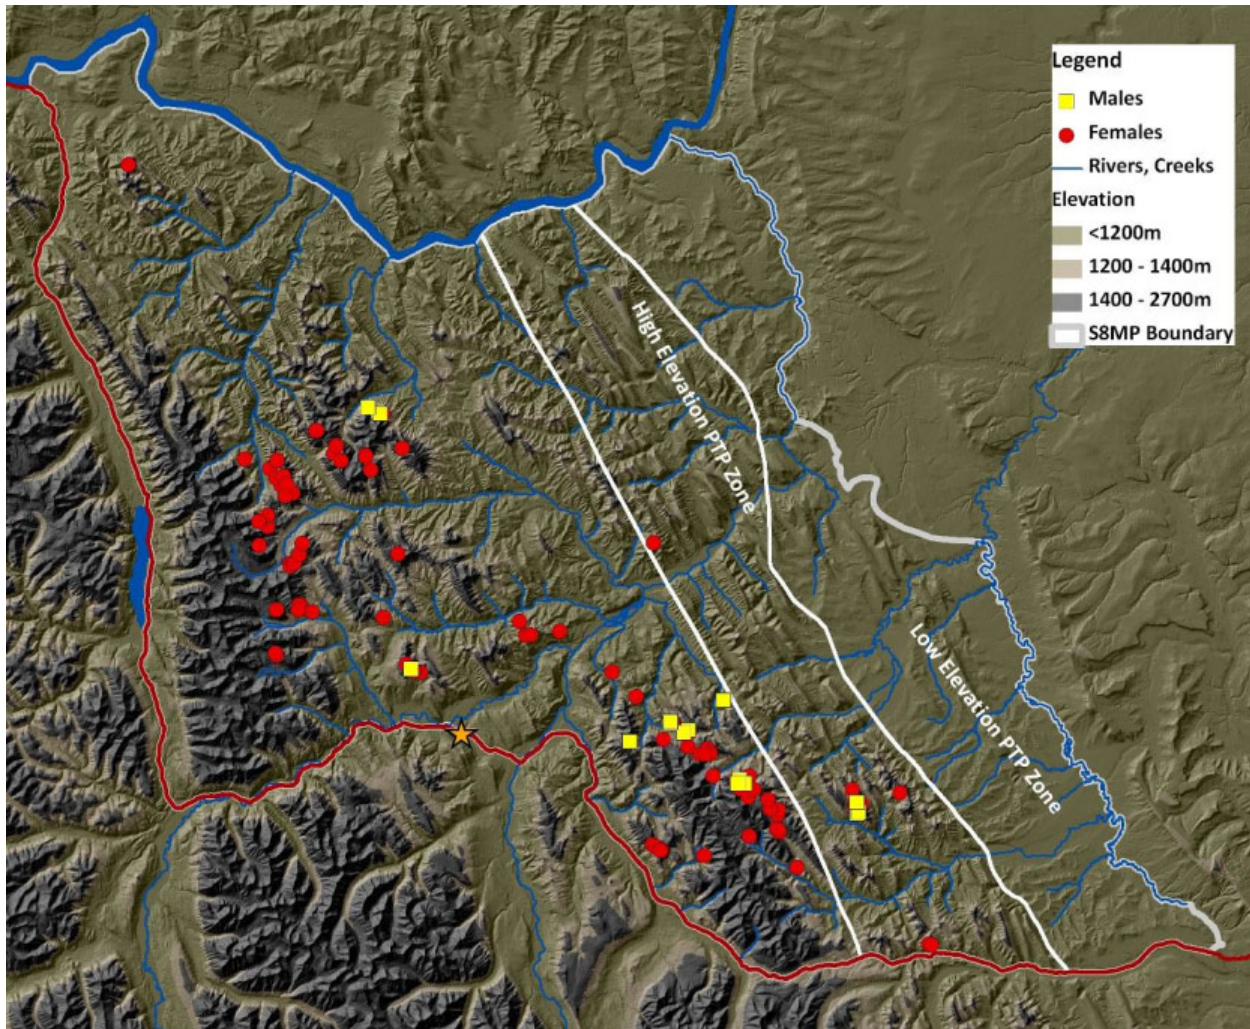 Legend
Males
Females
Rivers, Creeks
Elevation
<1200m
1200 - 1400m
1400 - 2700m
S8MP Boundary
High Elevation PTP Zone
Low Elevation PTP Zone